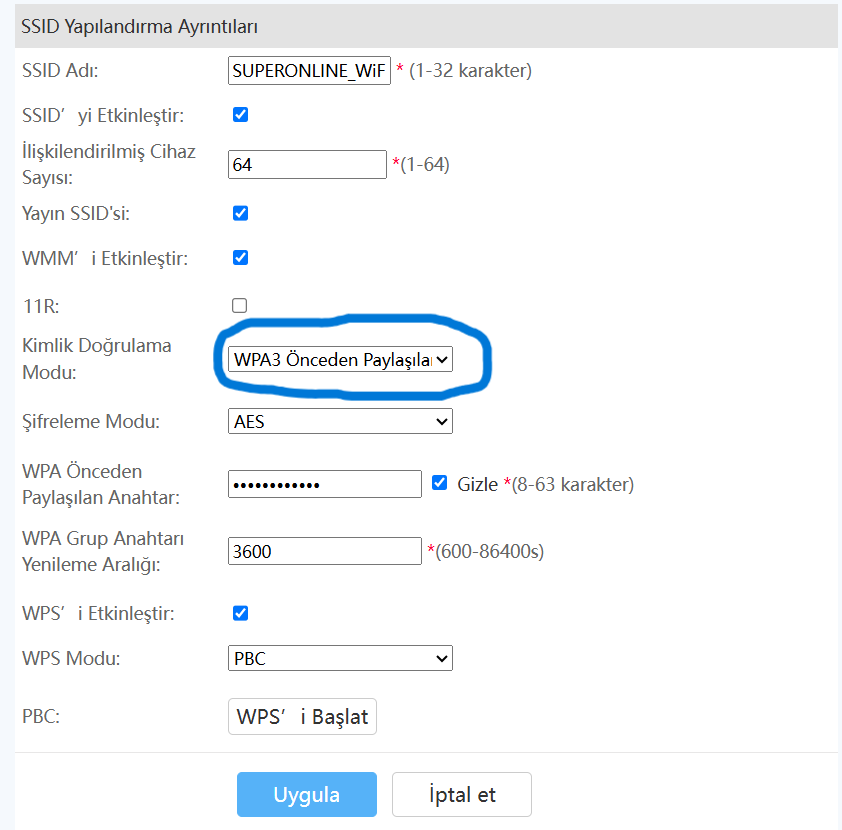 SSID Yapılandırma Ayrıntıları
SSID Adı: SUPERONLINE_WiF * (1-32 karakter)
SSID’ yi Etkinleştir:
İlişkilendirilmiş Cihaz
Sayısı: 64 *(1-64)
Yayın SSID'si:
WMM’ i Etkinleştir:
11R:
Kimlik Doğrulama
Modu: WPA3 Önceden Paylaşıla
Şifreleme Modu: AES
WPA Önceden
Paylaşılan Anahtar: •••••••••••• Gizle *(8-63 karakter)
WPA Grup Anahtarı
Yenileme Aralığı: 3600 *(600-86400s)
WPS’ i Etkinleştir:
WPS Modu: PBC
PBC: WPS’ i Başlat
Uygula İptal et